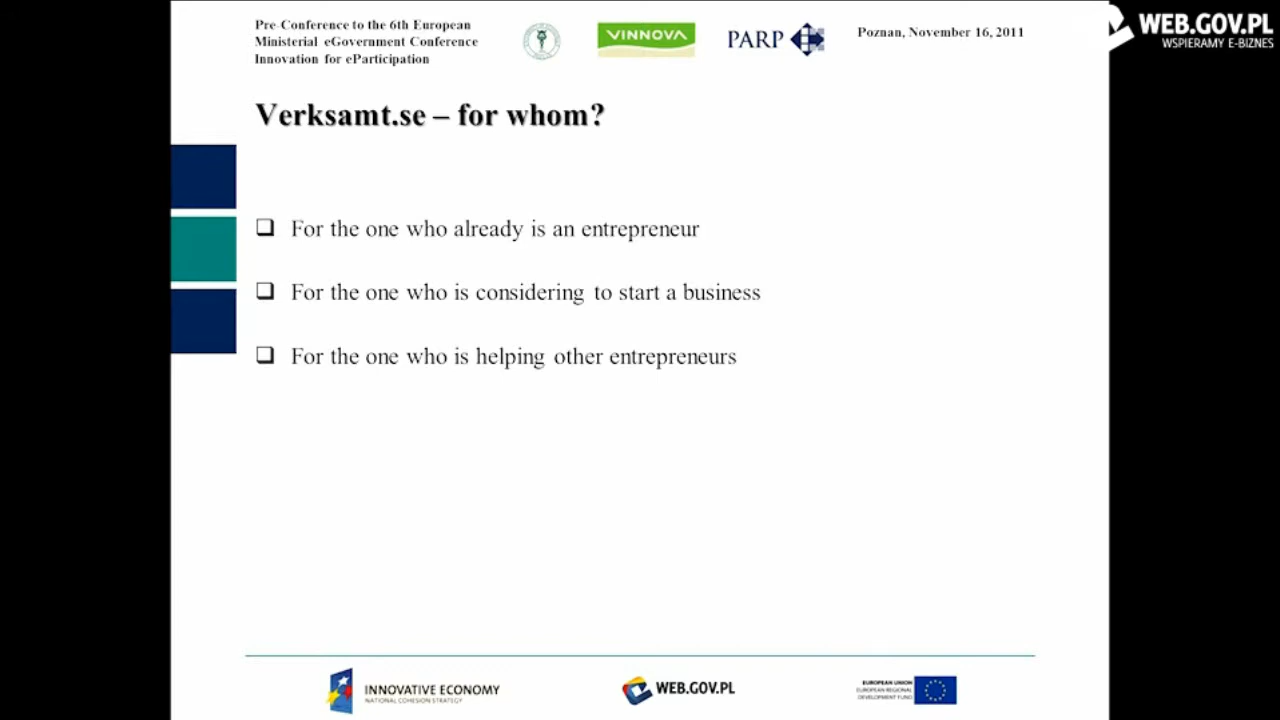 Pre-Conference to the 6th European
Ministerial eGovernment Conference
Innovation for eParticipation
VINNOVA
PARP
Poznan, November 16, 2011
WEB.GOV.PL
WSPIERAMY E-BIZNES
Verksamt.se – for whom?
For the one who already is an entrepreneur
For the one who is considering to start a business
For the one who is helping other entrepreneurs
INNOVATIVE ECONOMY
NATIONAL COHESION STRATEGY
WEB.GOV.PL
EUROPEAN UNION
EUROPEAN REGIONAL
DEVELOPMENT FUND